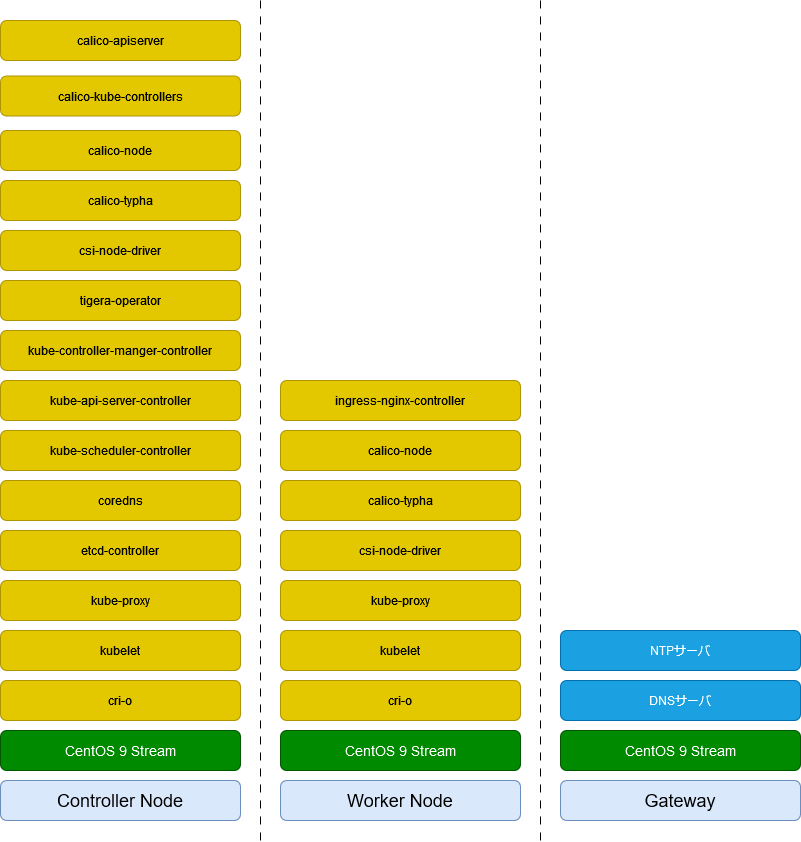 calico-apiserver
calico-kube-controllers
calico-node
calico-typha
csi-node-driver
tigera-operator
kube-controller-manger-controller
kube-api-server-controller
kube-scheduler-controller
coredns
etcd-controller
kube-proxy
kubelet
cri-o
CentOS 9 Stream
Controller Node
ingress-nginx-controller
calico-node
calico-typha
csi-node-driver
kube-proxy
kubelet
cri-o
CentOS 9 Stream
Worker Node
NTPサーバ
DNSサーバ
CentOS 9 Stream
Gateway